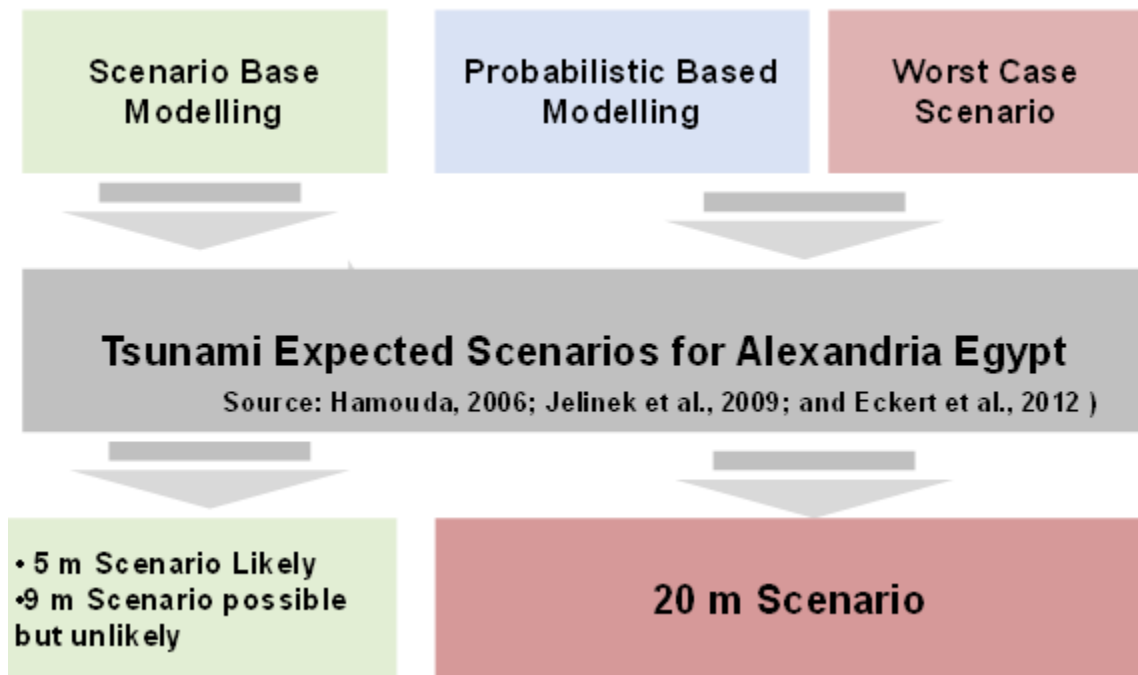 Scenario Base
Modelling
Probabilistic Based
Modelling
Worst Case
Scenario
Tsunami Expected Scenarios for Alexandria Egypt
Source: Hamouda, 2006; Jelinek et al., 2009; and Eckert et al., 2012 )
• 5 m Scenario Likely
•9 m Scenario possible
but unlikely
20 m Scenario